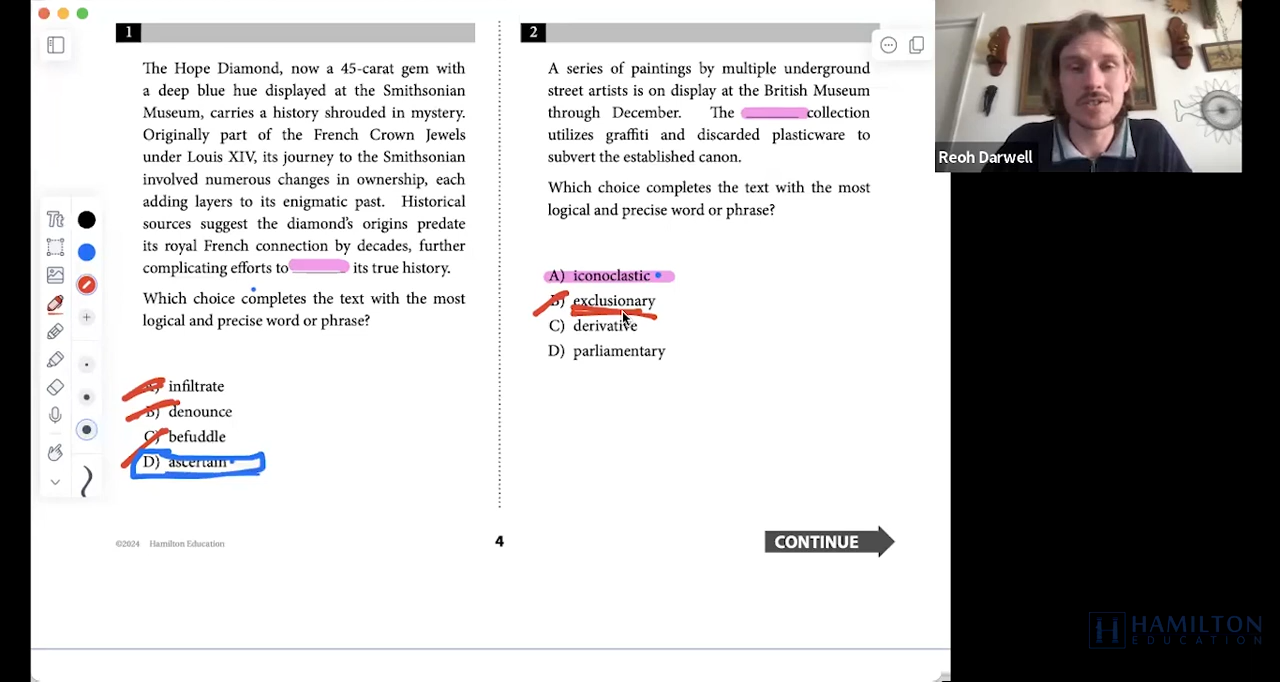 1
The Hope Diamond, now a 45-carat gem with
a deep blue hue displayed at the Smithsonian
Museum, carries a history shrouded in mystery.
Originally part of the French Crown Jewels
under Louis XIV, its journey to the Smithsonian
involved numerous changes in ownership, each
adding layers to its enigmatic past. Historical
sources suggest the diamond's origins predate
its royal French connection by decades, further
complicating efforts to ______ its true history.
Which choice completes the text with the most
logical and precise word or phrase?
A) infiltrate
B) denounce
C) befuddle
D) ascertain
2
A series of paintings by multiple underground
street artists is on display at the British Museum
through December. The ______ collection
utilizes graffiti and discarded plasticware to
subvert the established canon.
Which choice completes the text with the most
logical and precise word or phrase?
A) iconoclastic
B) exclusionary
C) derivative
D) parliamentary
©2024 Hamilton Education
4
CONTINUE
Tt
Reoh Darwell
H HAMILTON
EDUCATION